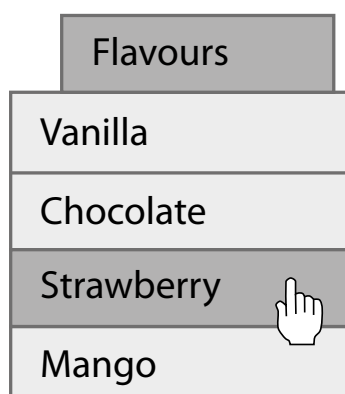 Flavours
Vanilla
Chocolate
Strawberry
Mango